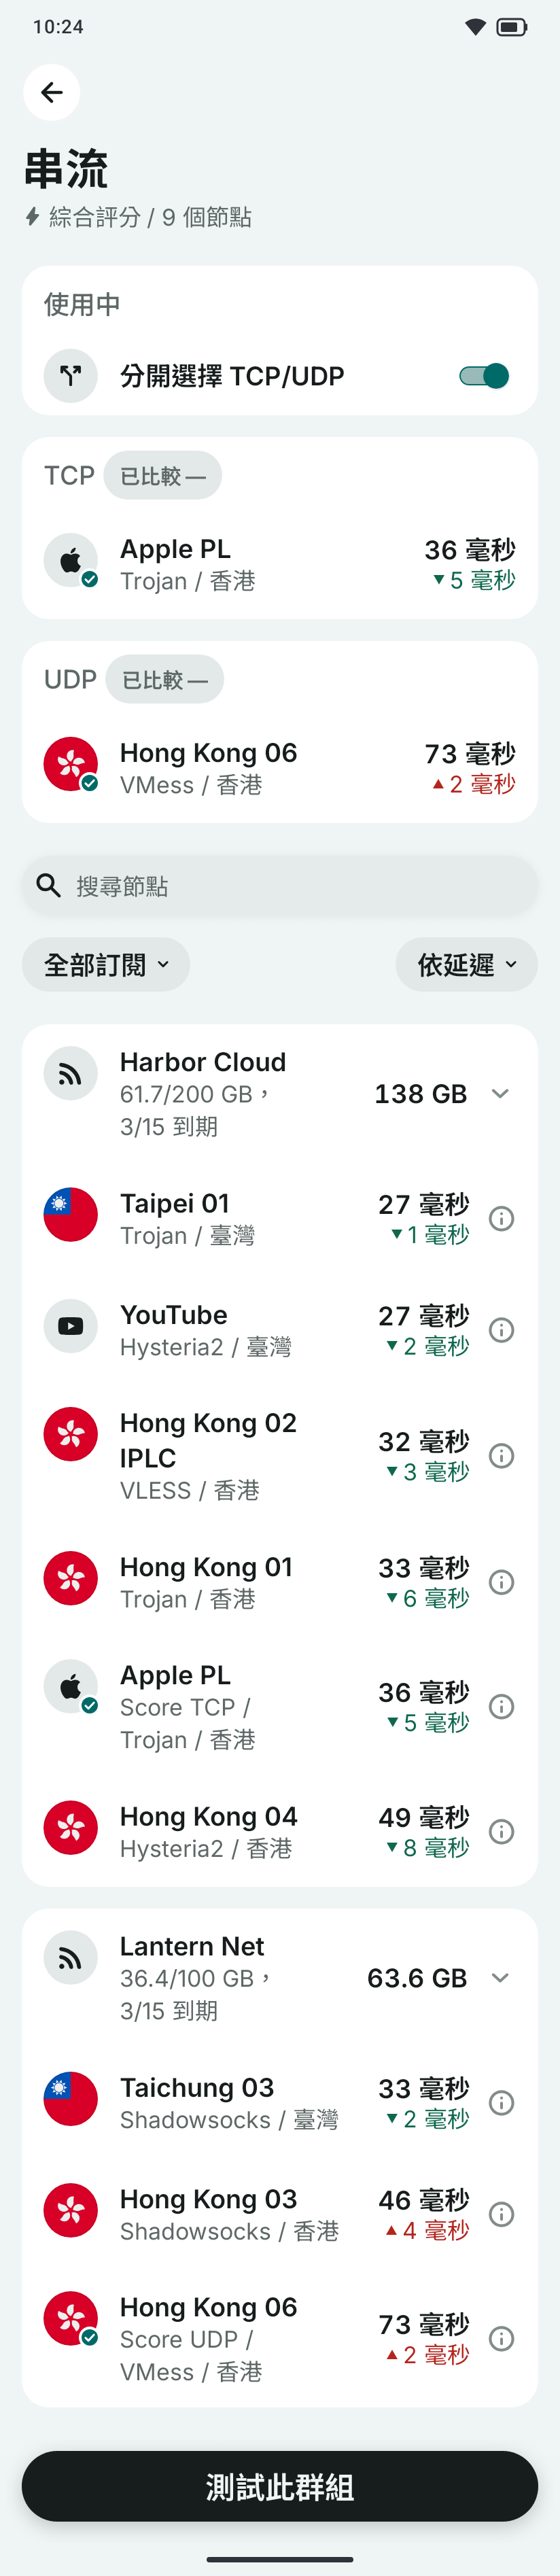 10:24
串流
綜合評分 / 9 個節點
使用中
分開選擇 TCP/UDP
TCP 已比較 —
Apple PL
36 毫秒
Trojan / 香港
▼5 毫秒
UDP 已比較 —
Hong Kong 06
73 毫秒
VMess / 香港
▲2 毫秒
搜尋節點
全部訂閱
依延遲
Harbor Cloud
61.7/200 GB，
3/15 到期
138 GB
Taipei 01
27 毫秒
Trojan / 臺灣
▼1 毫秒
YouTube
27 毫秒
Hysteria2 / 臺灣
▼2 毫秒
Hong Kong 02
IPLC
VLESS / 香港
32 毫秒
▼3 毫秒
Hong Kong 01
33 毫秒
Trojan / 香港
▼6 毫秒
Apple PL
Score TCP /
Trojan / 香港
36 毫秒
▼5 毫秒
Hong Kong 04
49 毫秒
Hysteria2 / 香港
▼8 毫秒
Lantern Net
36.4/100 GB，
3/15 到期
63.6 GB
Taichung 03
33 毫秒
Shadowsocks / 臺灣
▼2 毫秒
Hong Kong 03
46 毫秒
Shadowsocks / 香港
▲4 毫秒
Hong Kong 06
Score UDP /
VMess / 香港
73 毫秒
▲2 毫秒
測試此群組